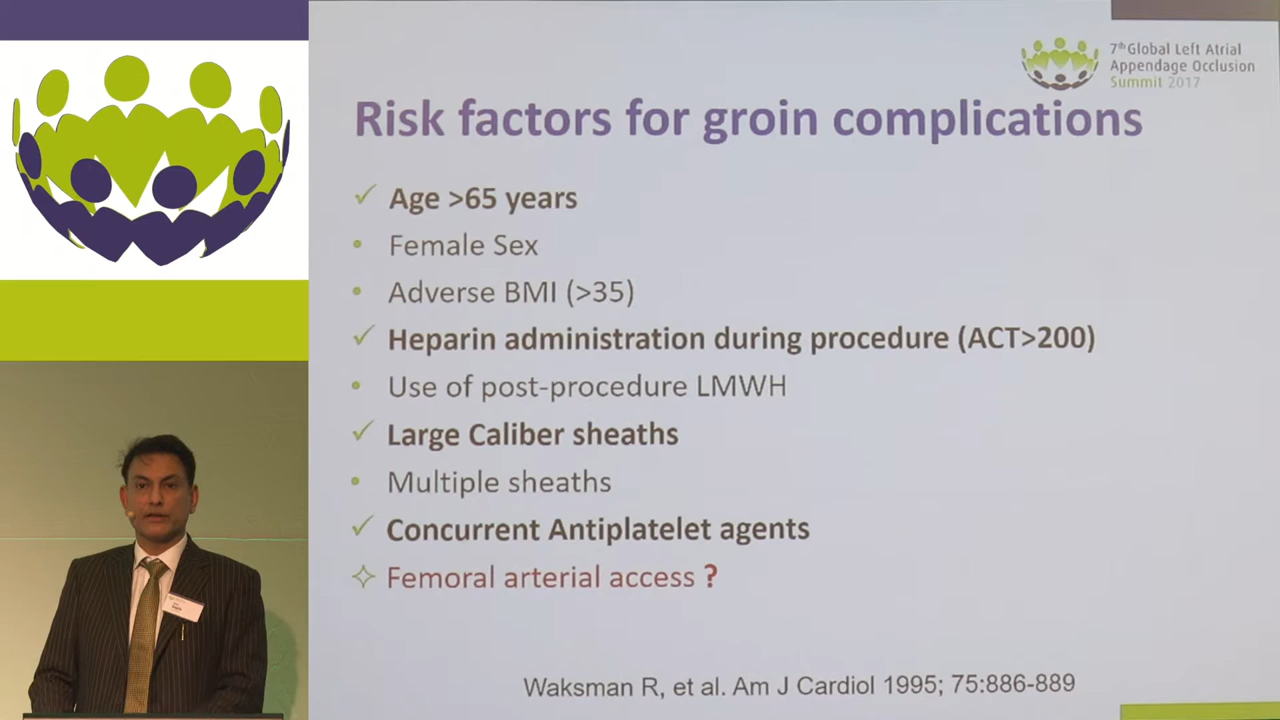 7th Global Left Atrial
Appendage Occlusion
Summit 2017
Risk factors for groin complications
✓ Age >65 years
• Female Sex
• Adverse BMI (>35)
✓ Heparin administration during procedure (ACT>200)
• Use of post-procedure LMWH
✓ Large Caliber sheaths
• Multiple sheaths
✓ Concurrent Antiplatelet agents
✧ Femoral arterial access ?
Waksman R, et al. Am J Cardiol 1995; 75:886-889